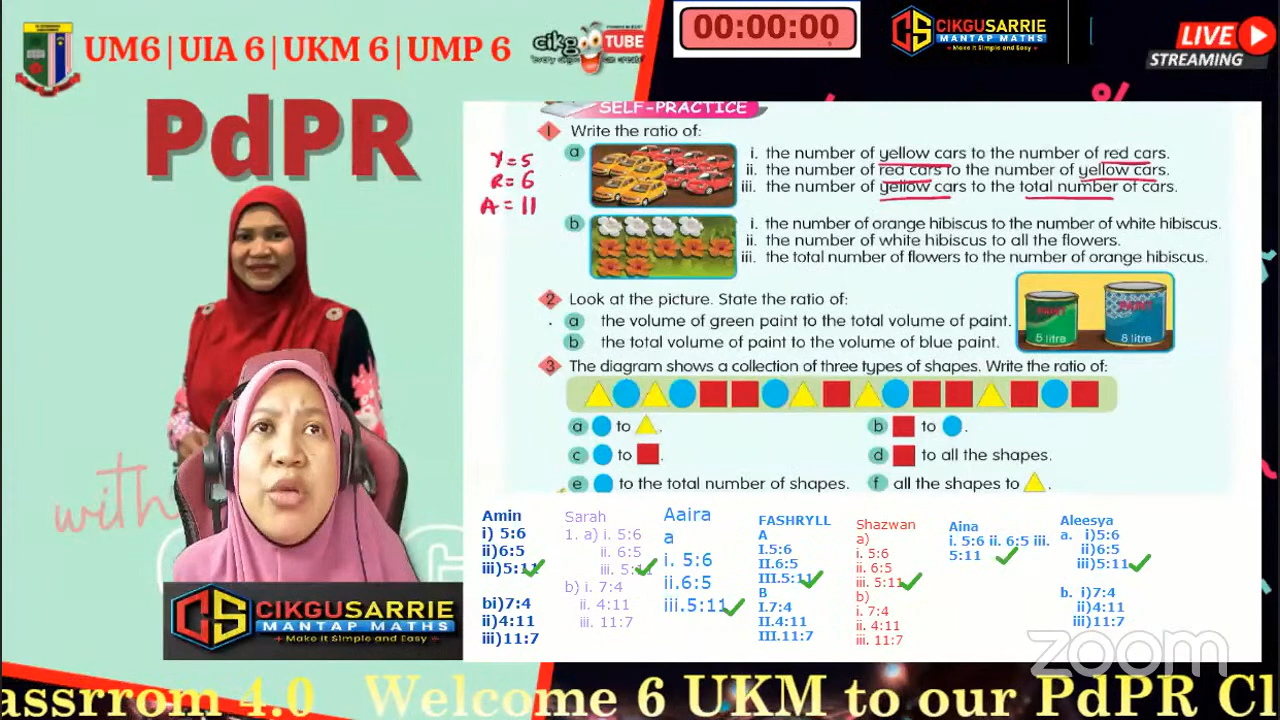 UM6|UIA 6|UKM 6|UMP 6
cikgooTUBE
00:00:00
CIKGUSARRIE
MANTAP MATHS
Make it Simple and Easy
LIVE
STREAMING
PdPR
with
SELF-PRACTICE
1 Write the ratio of:
Y = 5
R = 6
A = 11
a
i. the number of yellow cars to the number of red cars.
ii. the number of red cars to the number of yellow cars.
iii. the number of yellow cars to the total number of cars.
b
i. the number of orange hibiscus to the number of white hibiscus.
ii. the number of white hibiscus to all the flowers.
iii. the total number of flowers to the number of orange hibiscus.
2 Look at the picture. State the ratio of:
a the volume of green paint to the total volume of paint.
b the total volume of paint to the volume of blue paint.
PAINT
5 litre
PAINT
8 litre
3 The diagram shows a collection of three types of shapes. Write the ratio of:
a to .
b to .
c to .
d to all the shapes.
e to the total number of shapes.
f all the shapes to .
Amin
i) 5:6
ii)6:5
iii)5:11
bi)7:4
ii)4:11
iii)11:7
Sarah
1. a) i. 5:6
ii. 6:5
iii. 5:11
b) i. 7:4
ii. 4:11
iii. 11:7
Aaira
a
i. 5:6
ii.6:5
iii.5:11
FASHRYLL
A
I.5:6
II.6:5
III.5:11
B
I.7:4
II.4:11
III.11:7
Shazwan
a)
i. 5:6
ii. 6:5
iii. 5:11
b)
i. 7:4
ii. 4:11
iii. 11:7
Aina
i. 5:6 ii. 6:5 iii.
5:11
Aleesya
a. i)5:6
ii)6:5
iii)5:11
b. i)7:4
ii)4:11
iii)11:7
CIKGUSARRIE
MANTAP MATHS
Make it Simple and Easy
zoom
assrrom 4.0 Welcome 6 UKM to our PdPR Cl